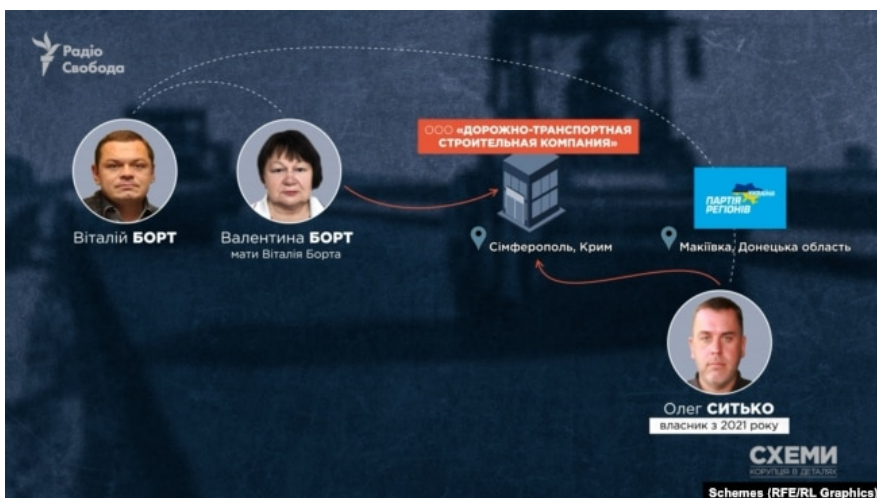 Радіо
Свобода
ООО «ДОРОЖНО-ТРАНСПОРТНАЯ
СТРОИТЕЛЬНАЯ КОМПАНИЯ»
УКРАЇНА
ПАРТІЯ
РЕГІОНІВ
Віталій БОРТ
Валентина БОРТ
мати Віталія Борта
Сімферополь, Крим
Макіївка, Донецька область
Олег СИТЬКО
власник з 2021 року
СХЕМИ
КОРУПЦІЯ В ДЕТАЛЯХ
Schemes (RFE/RL Graphics)